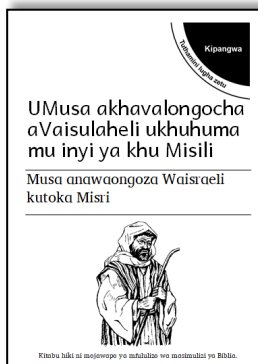 Kipangwa
Tuthamini lugha zetu
UMusa akhavalongocha
aVaisulaheli ukhuhuma
mu inyi ya khu Misili
Musa anawaongoza Waisraeli
kutoka Misri
Kitabu hiki ni mojawapo ya mfululizo wa masimulizi ya Biblia.